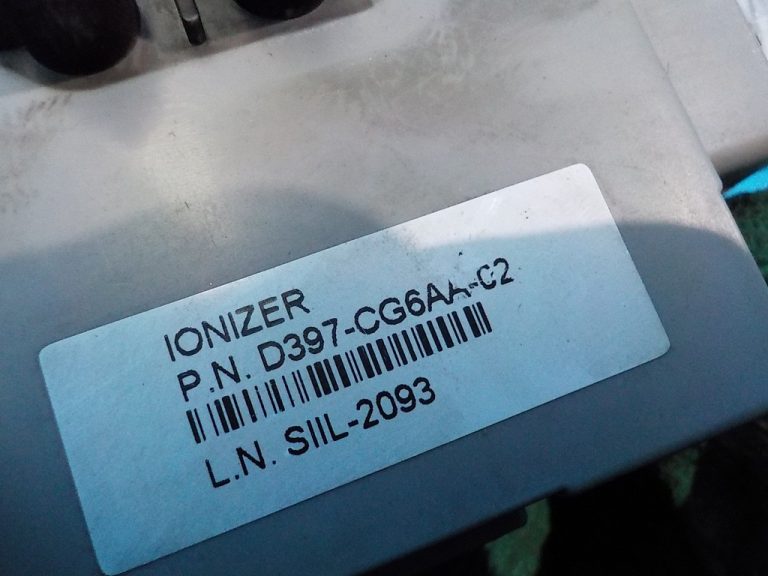 IONIZER
P.N. D397-CG6AA-C2
L.N. SIIL-2093